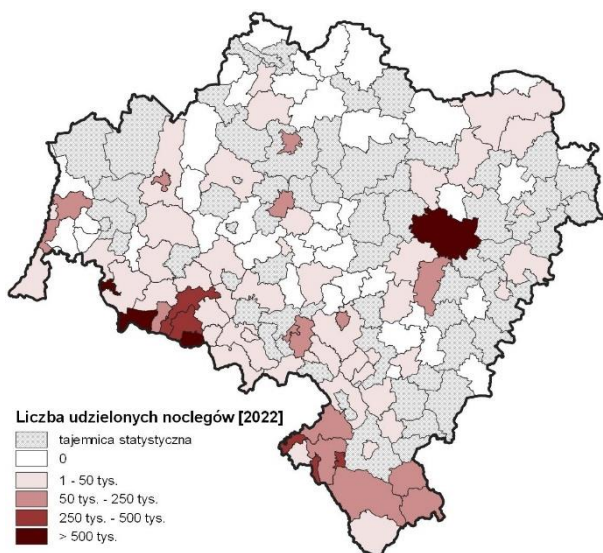 Liczba udzielonych noclegów [2022]
tajemnica statystyczna
0
1 - 50 tys.
50 tys. - 250 tys.
250 tys. - 500 tys.
> 500 tys.